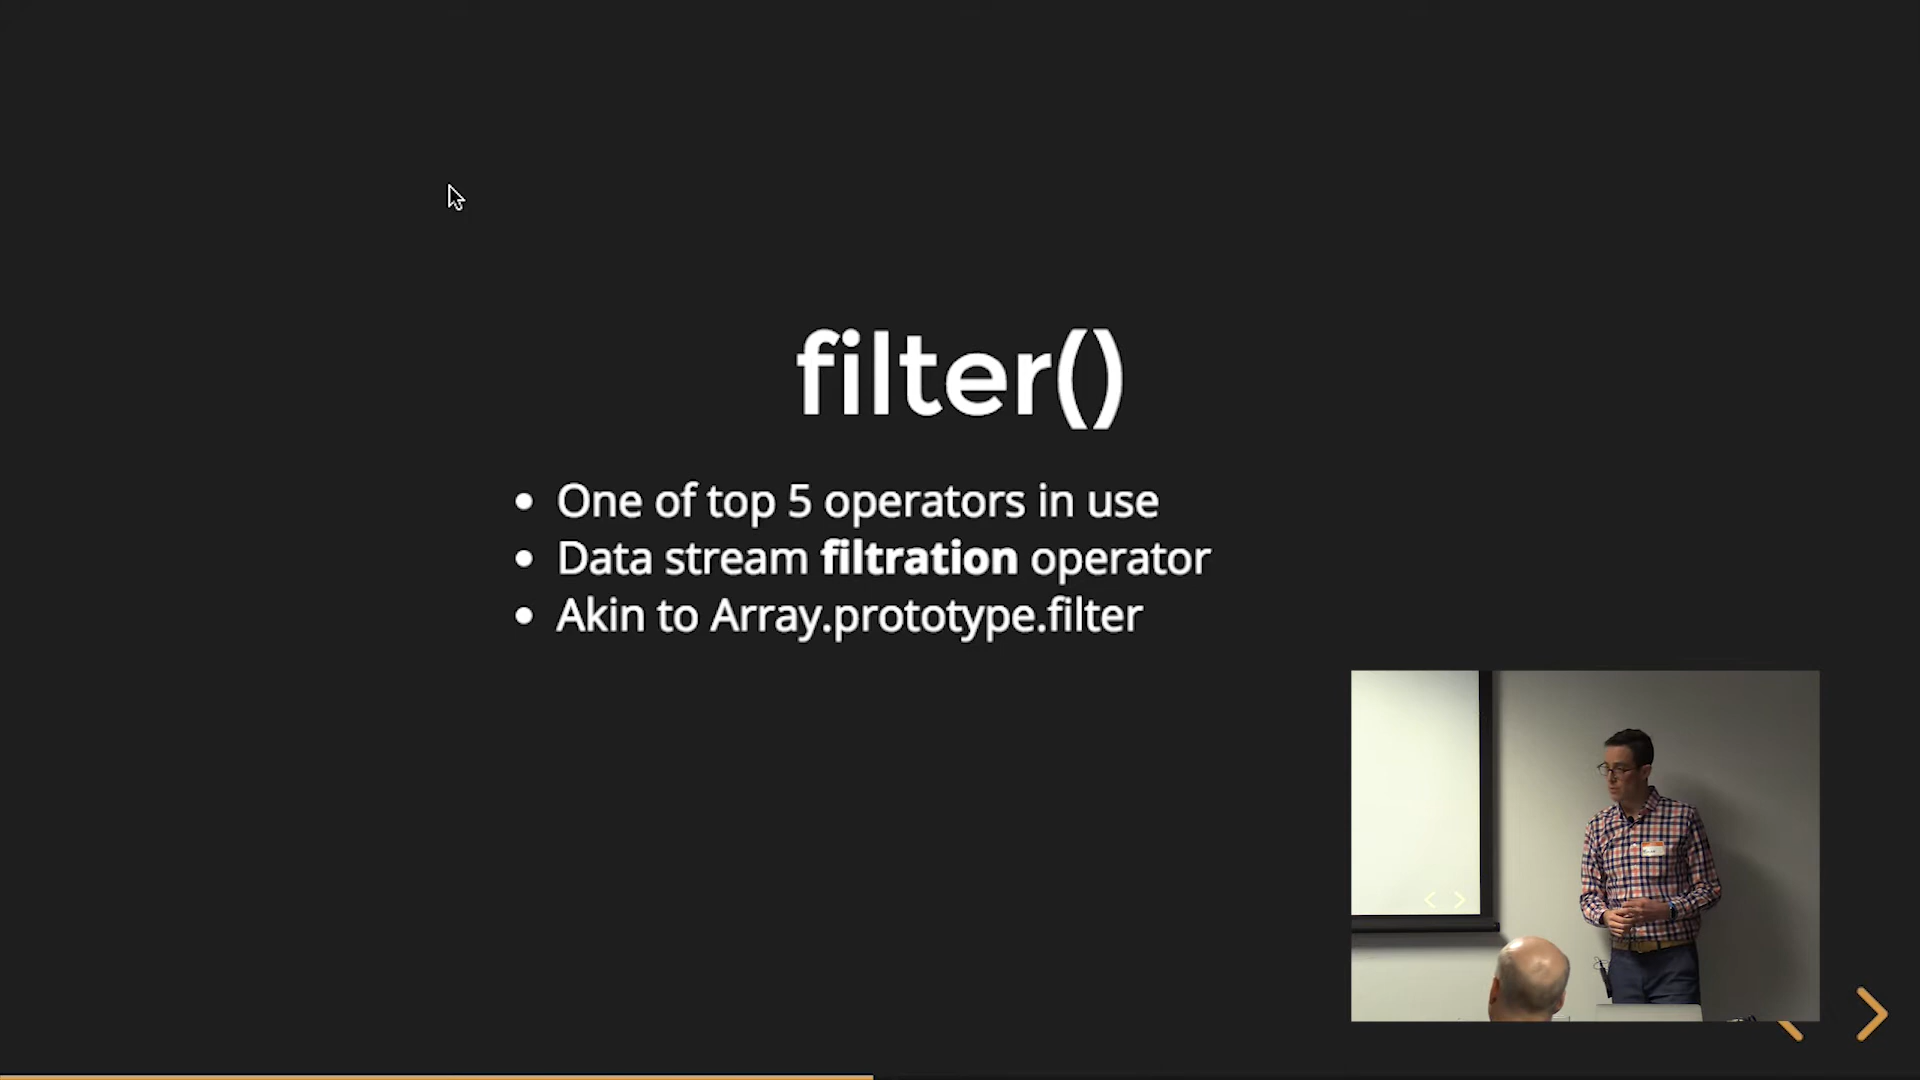 filter()
One of top 5 operators in use
Data stream filtration operator
Akin to Array.prototype.filter